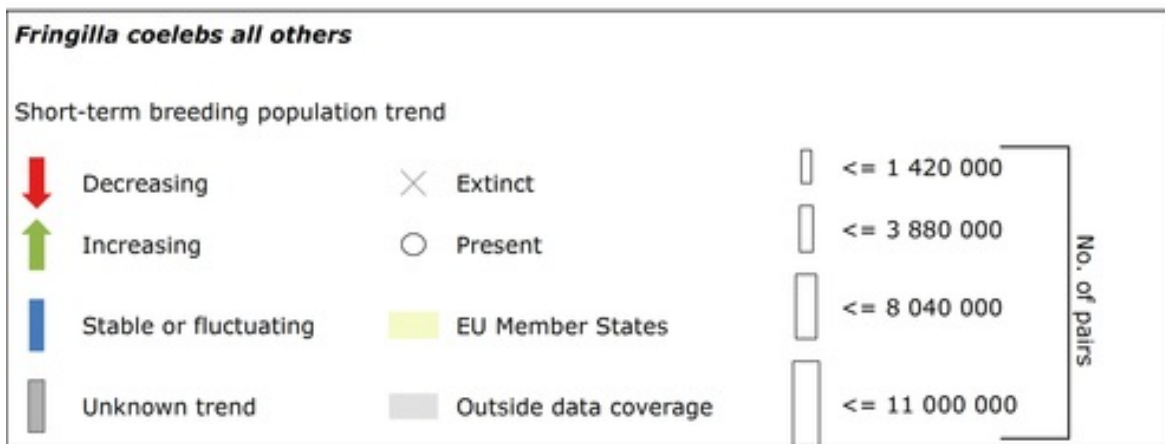 Fringilla coelebs all others
Short-term breeding population trend
Decreasing
Extinct
<= 1 420 000
Increasing
Present
<= 3 880 000
Stable or fluctuating
EU Member States
<= 8 040 000
Unknown trend
Outside data coverage
<= 11 000 000
No. of pairs